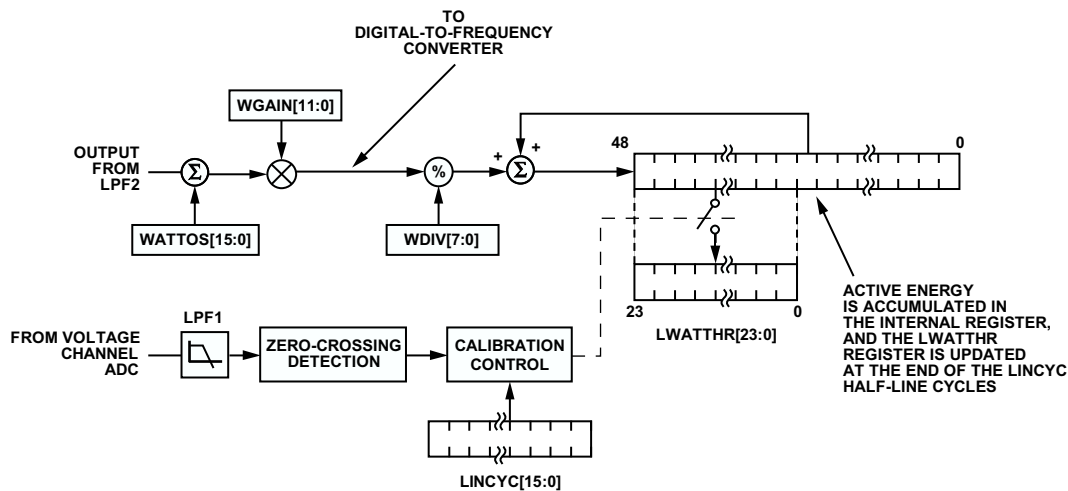 TO
DIGITAL-TO-FREQUENCY
CONVERTER
WGAIN[11:0]
OUTPUT
FROM
LPF2
Σ
%
+
+
Σ
48
0
WATTOS[15:0]
WDIV[7:0]
23
0
LWATTHR[23:0]
ACTIVE ENERGY
IS ACCUMULATED IN
THE INTERNAL REGISTER,
AND THE LWATTHR
REGISTER IS UPDATED
AT THE END OF THE LINCYC
HALF-LINE CYCLES
FROM VOLTAGE
CHANNEL
ADC
LPF1
ZERO-CROSSING
DETECTION
CALIBRATION
CONTROL
LINCYC[15:0]